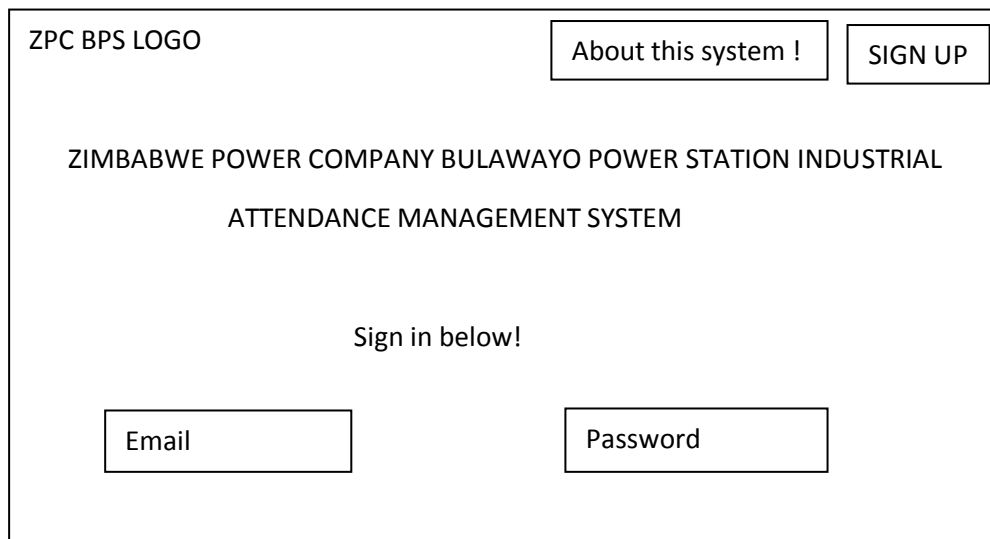 ZPC BPS LOGO
About this system !
SIGN UP
ZIMBABWE POWER COMPANY BULAWAYO POWER STATION INDUSTRIAL
ATTENDANCE MANAGEMENT SYSTEM
Sign in below!
Email
Password